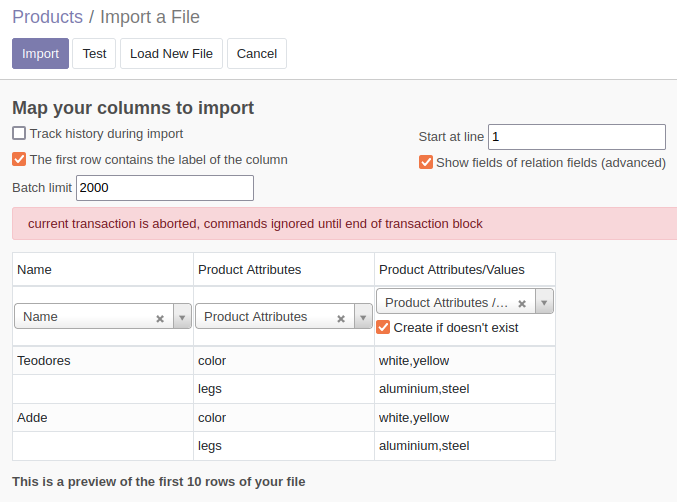 Products / Import a File
Import Test Load New File Cancel
Map your columns to import
Track history during import
Start at line 1
The first row contains the label of the column
Show fields of relation fields (advanced)
Batch limit 2000
current transaction is aborted, commands ignored until end of transaction block
Name Product Attributes Product Attributes/Values
Name Product Attributes Product Attributes /...
Create if doesn't exist
Teodores color white,yellow
legs aluminium,steel
Adde color white,yellow
legs aluminium,steel
This is a preview of the first 10 rows of your file